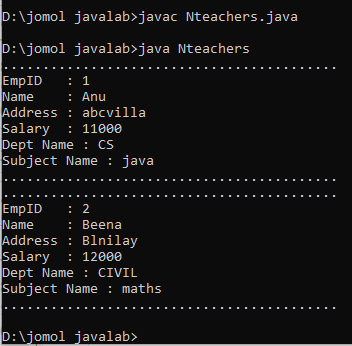 D:\jomol javalab>javac Nteachers.java
D:\jomol javalab>java Nteachers
..........................................
EmpID   : 1
Name    : Anu
Address : abcvilla
Salary  : 11000
Dept Name : CS
Subject Name : java
..........................................
..........................................
EmpID   : 2
Name    : Beena
Address : Blnilay
Salary  : 12000
Dept Name : CIVIL
Subject Name : maths
..........................................
D:\jomol javalab>